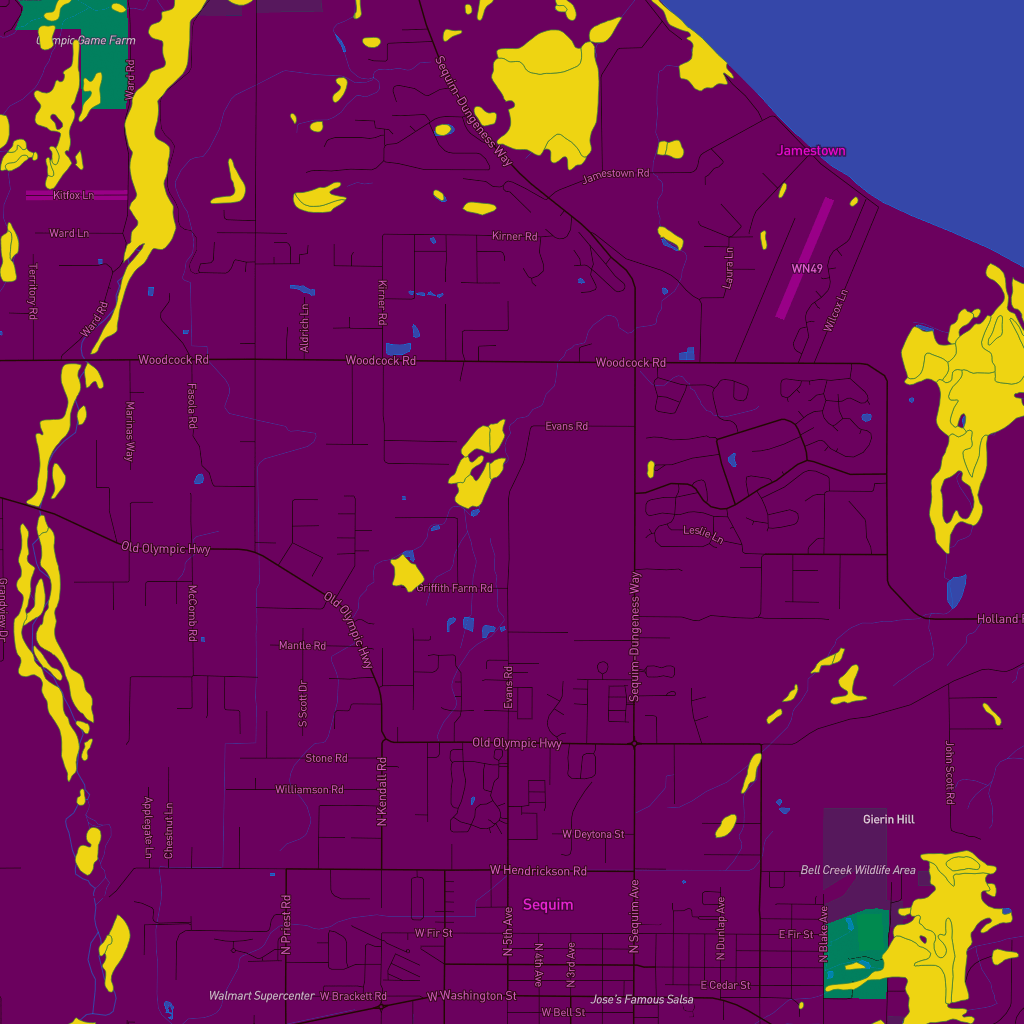 Olympic Game Farm
Ward Rd
Sequim-Dungeness Way
Jamestown
Jamestown Rd
Kitfox Ln
Ward Ln
Kirner Rd
WN49
Laura Ln
Territory Rd
Kirner Rd
Aldrich Ln
Ward Rd
Wilcox Ln
Woodcock Rd
Woodcock Rd
Woodcock Rd
Fasola Rd
Marinas Way
Evans Rd
Leslie Ln
Old Olympic Hwy
Griffith Farm Rd
Grandview Dr
McComb Rd
Old Olympic Hwy
Sequim-Dungeness Way
Holland R
Mantle Rd
Evans Rd
S Scott Dr
Old Olympic Hwy
Stone Rd
John Scott Rd
Williamson Rd
N Kendall Rd
Applegate Ln
Chestnut Ln
Gierin Hill
W Deytona St
W Hendrickson Rd
Bell Creek Wildlife Area
Sequim
N Priest Rd
W Fir St
N 5th Ave
N Sequim Ave
N Dunlap Ave
E Fir St
N Blake Ave
N 4th Ave
N 3rd Ave
E Cedar St
Walmart Supercenter
W Brackett Rd
W Washington St
Jose's Famous Salsa
W Bell St